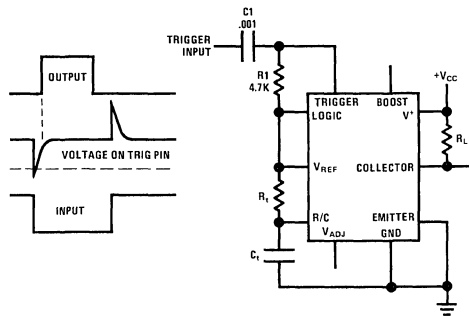 OUTPUT
VOLTAGE ON TRIG PIN
INPUT
C1
.001
TRIGGER
INPUT
R1
4.7K
TRIGGER
BOOST
LOGIC
V+
+VCC
RL
VREF
COLLECTOR
Rt
R/C
EMITTER
VADJ
GND
Ct